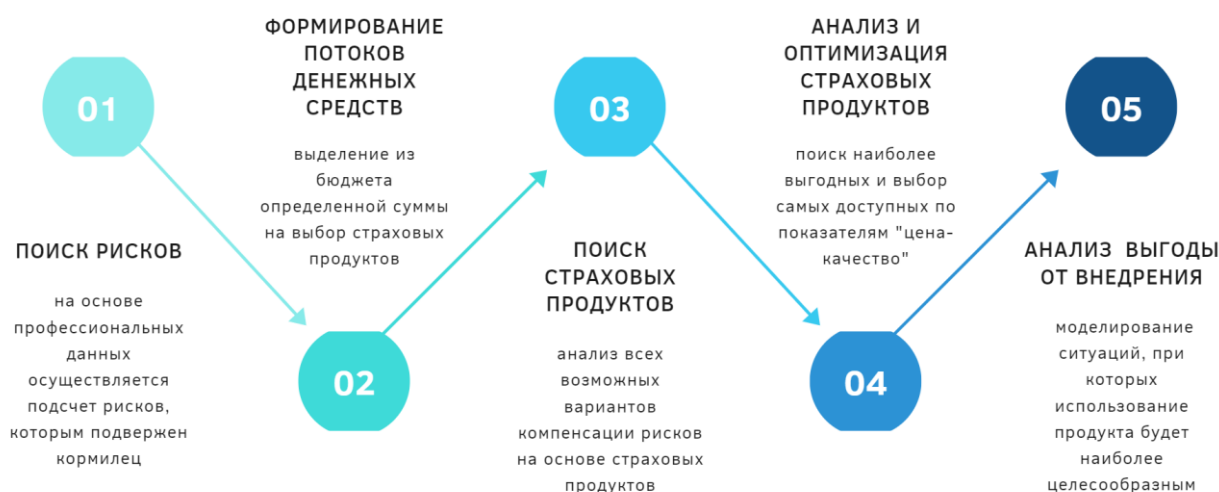 01
ПОИСК РИСКОВ
на основе
профессиональных
данных
осуществляется
подсчет рисков,
которым подвержен
кормилец
ФОРМИРОВАНИЕ
ПОТОКОВ
ДЕНЕЖНЫХ
СРЕДСТВ
выделение из
бюджета
определенной суммы
на выбор страховых
продуктов
02
03
ПОИСК
СТРАХОВЫХ
ПРОДУКТОВ
анализ всех
возможных
вариантов
компенсации рисков
на основе страховых
продуктов
АНАЛИЗ И
ОПТИМИЗАЦИЯ
СТРАХОВЫХ
ПРОДУКТОВ
поиск наиболее
выгодных и выбор
самых доступных по
показателям "цена-
качество"
04
05
АНАЛИЗ ВЫГОДЫ
ОТ ВНЕДРЕНИЯ
моделирование
ситуаций, при
которых
использование
продукта будет
наиболее
целесообразным